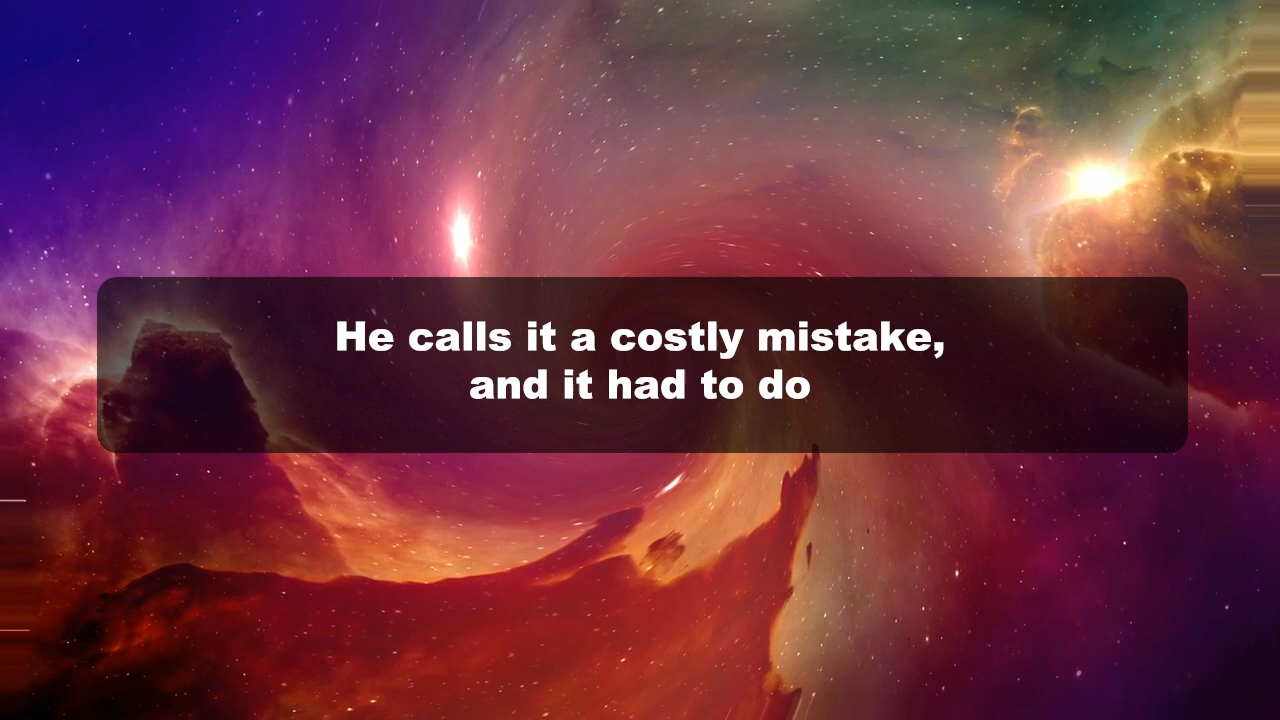 He calls it a costly mistake,
and it had to do